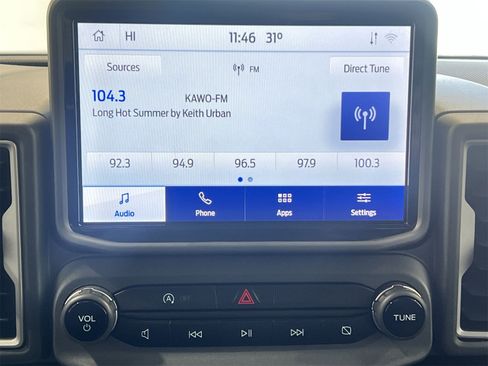 HI 11:46 31°
Sources FM Direct Tune
104.3 KAWO-FM
Long Hot Summer by Keith Urban
92.3 94.9 96.5 97.9 100.3
Audio Phone Apps Settings
VOL TUNE